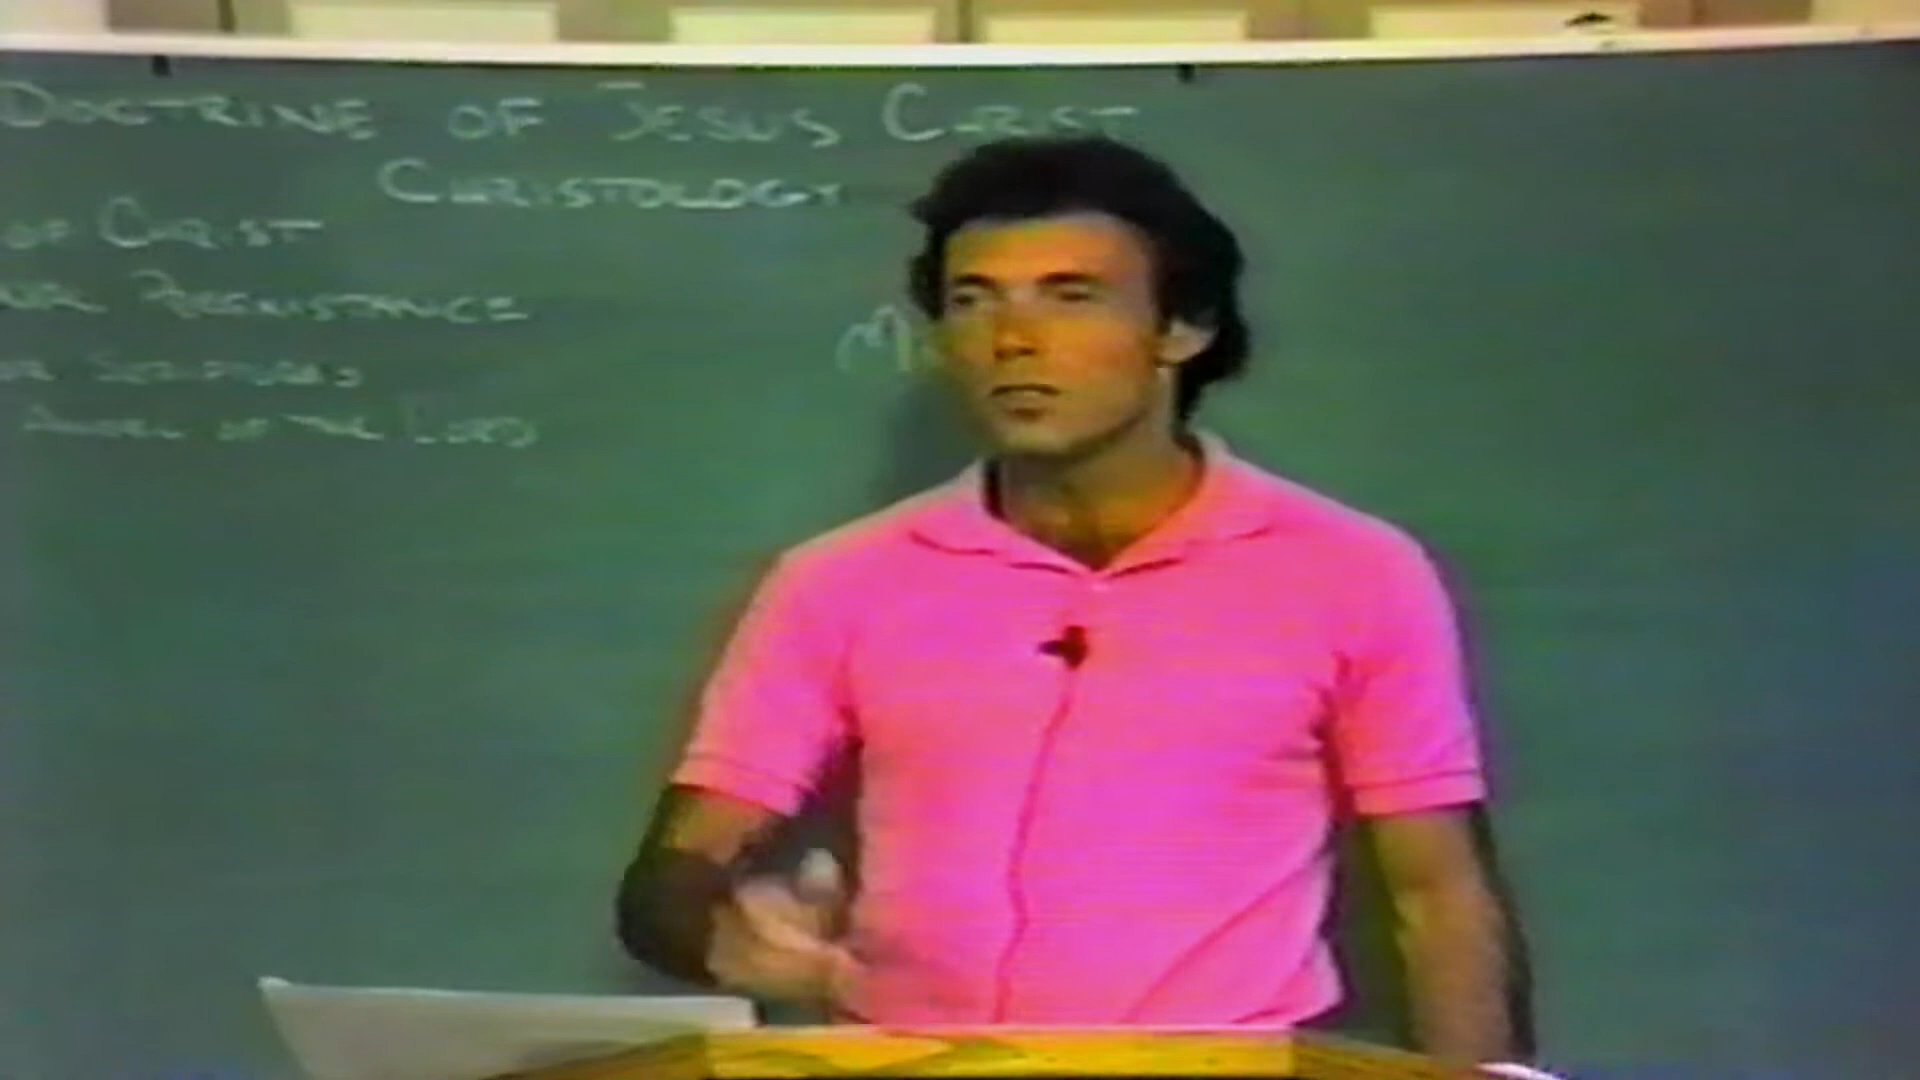 DOCTRINE OF JESUS CHRIST
CHRISTOLOGY
OF CHRIST
PREEXISTENCE
SCRIPTURES
ANGEL OF THE LORD